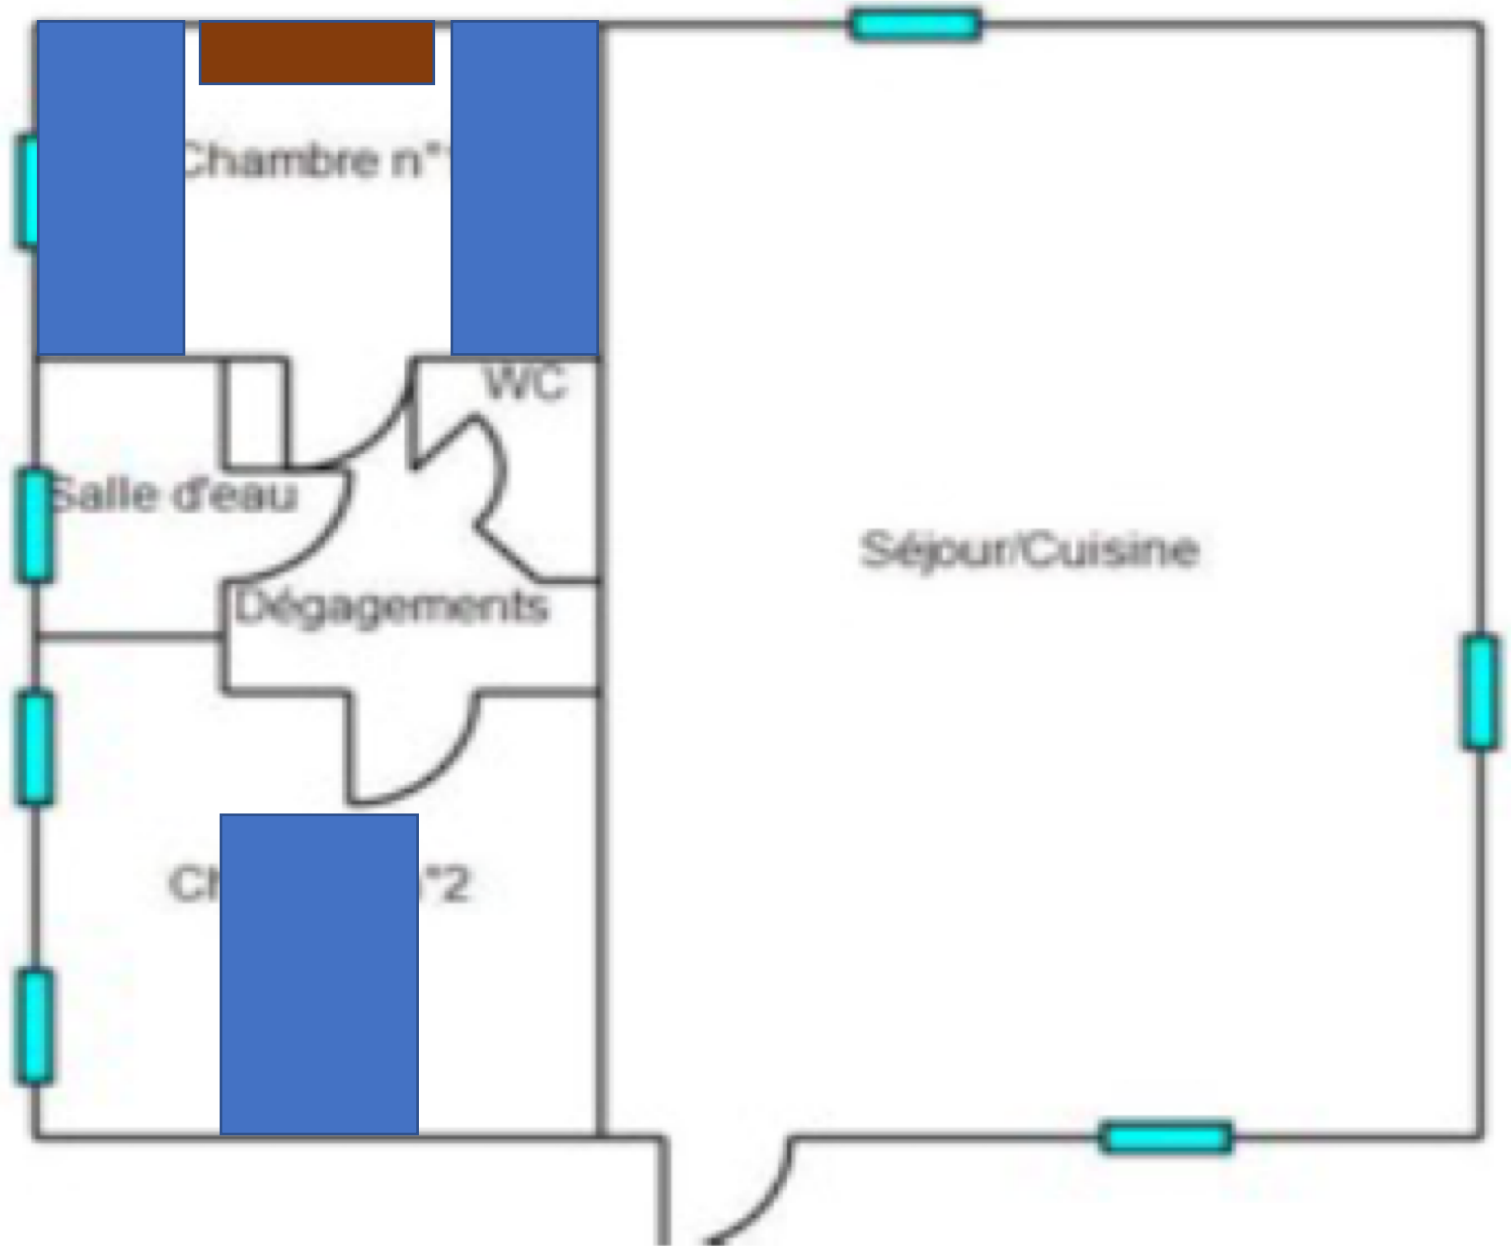 Chambre n°
WC
Salle d'eau
Séjour/Cuisine
Dégagements
Ch n°2